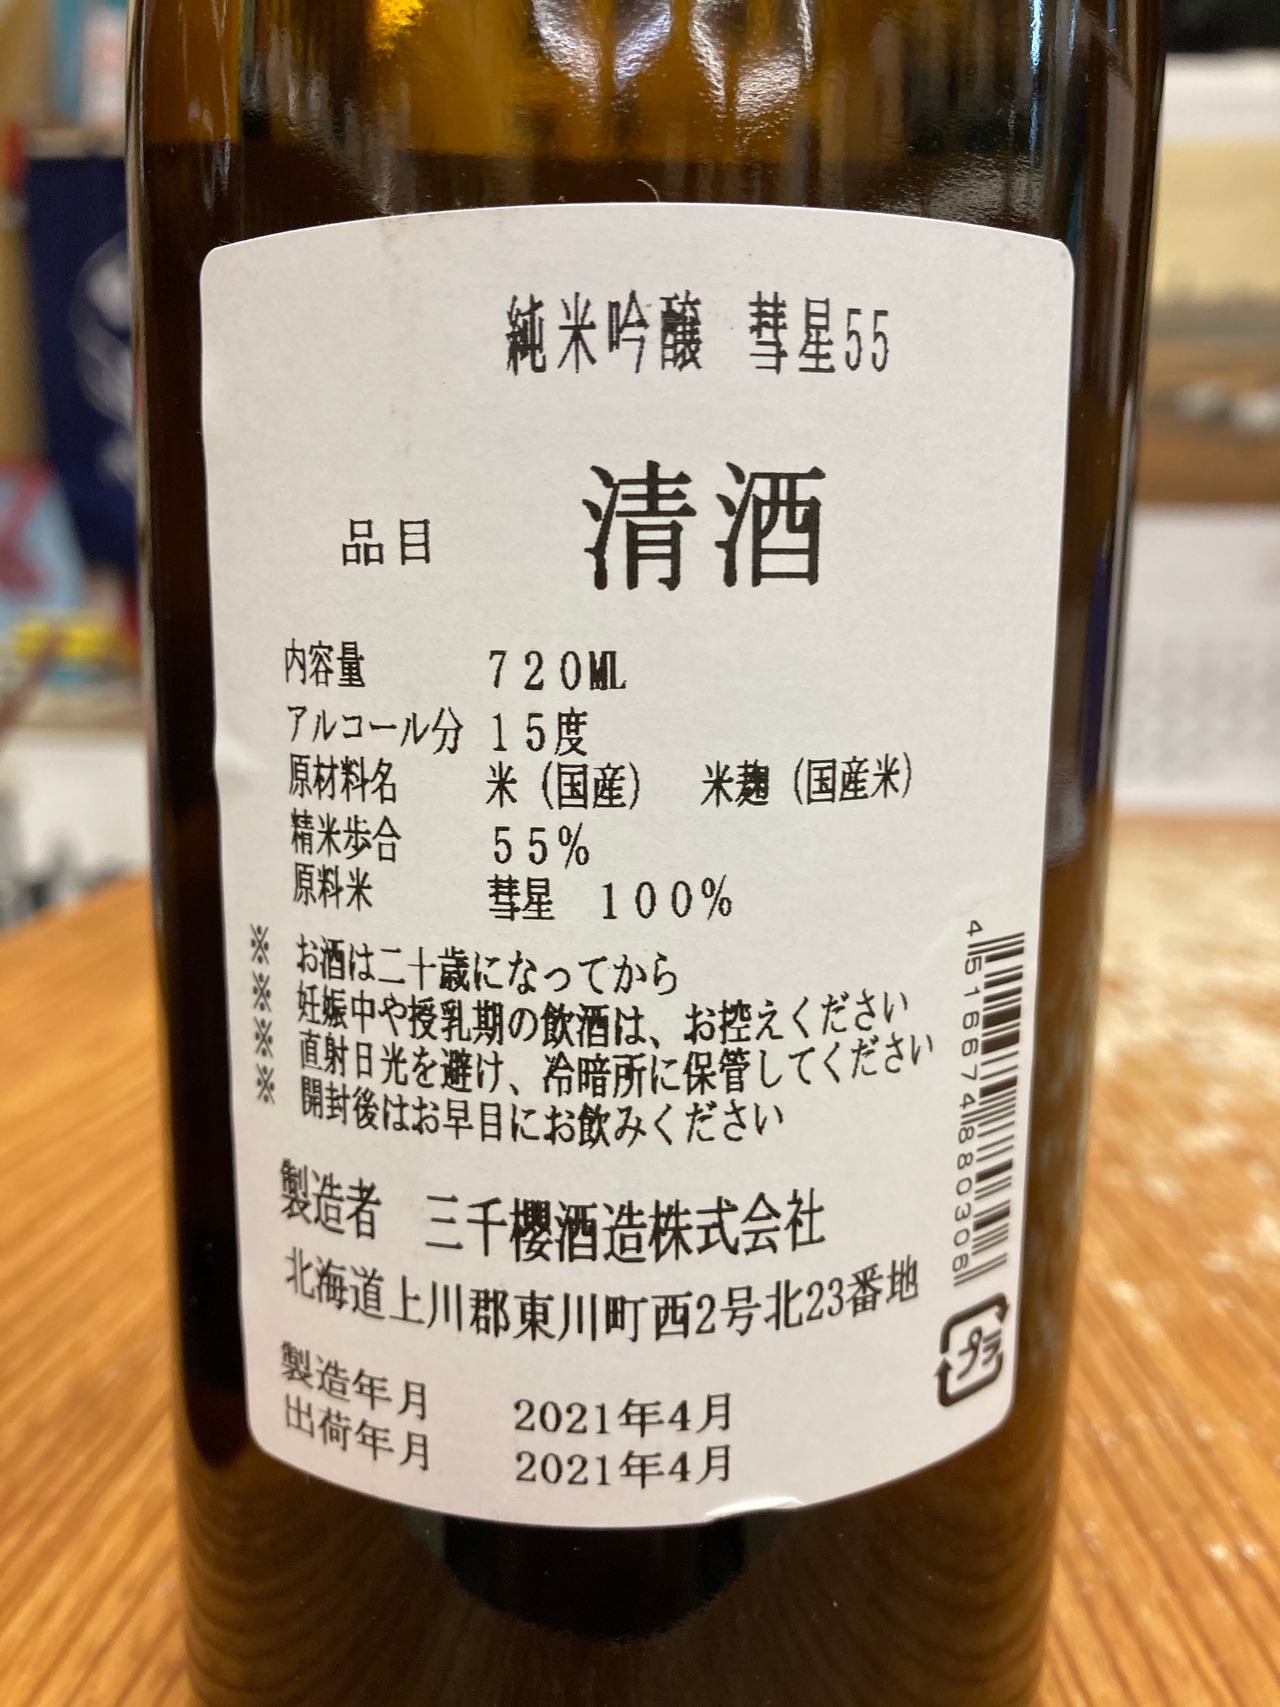 純米吟醸 彗星55
品目 清酒
内容量 720ML
アルコール分 15度
原材料名 米（国産） 米麹（国産米）
精米歩合 55%
原料米 彗星 100%
※ お酒は二十歳になってから
※ 妊娠中や授乳期の飲酒は、お控えください
※ 直射日光を避け、冷暗所に保管してください
※ 開封後はお早目にお飲みください
製造者 三千櫻酒造株式会社
北海道上川郡東川町西2号北23番地
製造年月 2021年4月
出荷年月 2021年4月
4516674880306
プラ